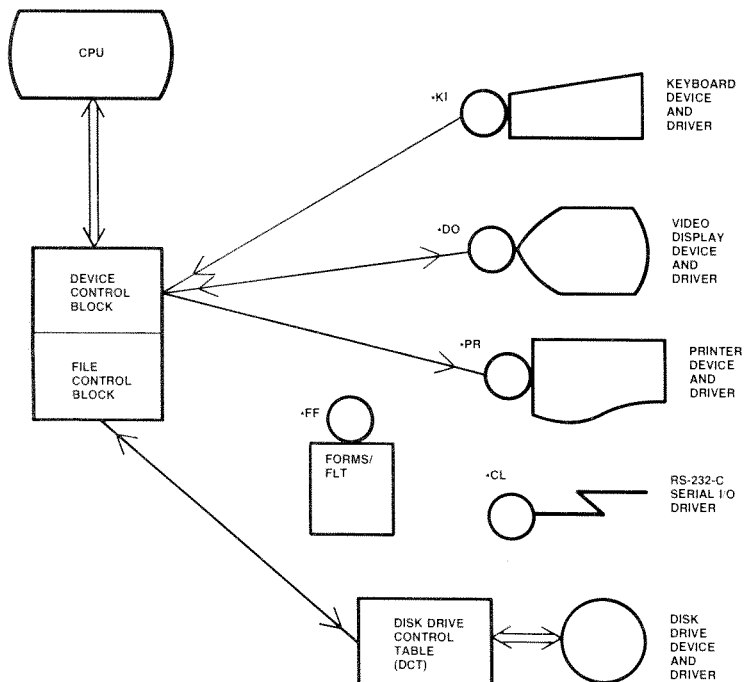 CPU
*KI
KEYBOARD
DEVICE
AND
DRIVER
*DO
VIDEO
DISPLAY
DEVICE
AND
DRIVER
DEVICE
CONTROL
BLOCK
FILE
CONTROL
BLOCK
*PR
PRINTER
DEVICE
AND
DRIVER
*FF
FORMS/
FLT
*CL
RS-232-C
SERIAL I/O
DRIVER
DISK DRIVE
CONTROL
TABLE
(DCT)
DISK
DRIVE
DEVICE
AND
DRIVER